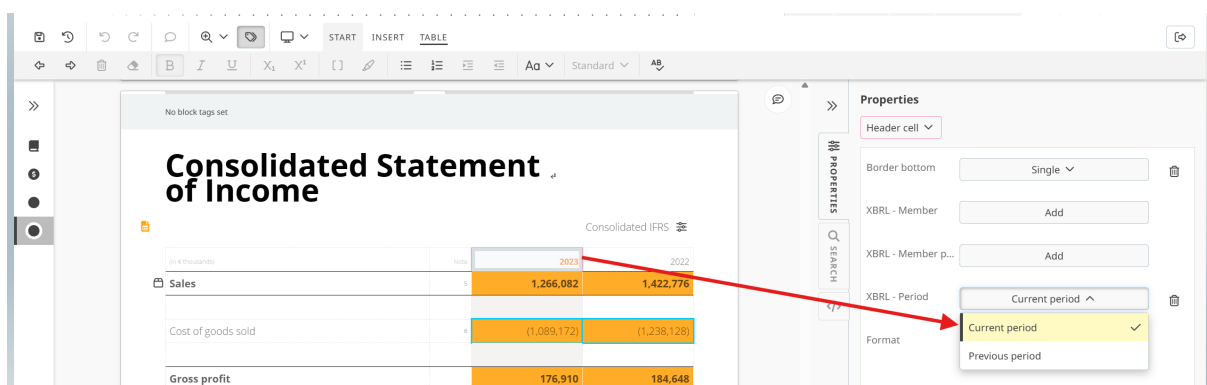 START INSERT TABLE
B I U X₁ X¹ [ ] Aα Standard AB
No block tags set
Consolidated Statement
of Income
Consolidated IFRS
(in € thousands) Note 2023 2022
Sales 5 1,266,082 1,422,776
Cost of goods sold 6 (1,089,172) (1,238,128)
Gross profit 176,910 184,648
PROPERTIES
SEARCH
Properties
Header cell
Border bottom Single
XBRL - Member Add
XBRL - Member p... Add
XBRL - Period Current period
Current period
Previous period
Format